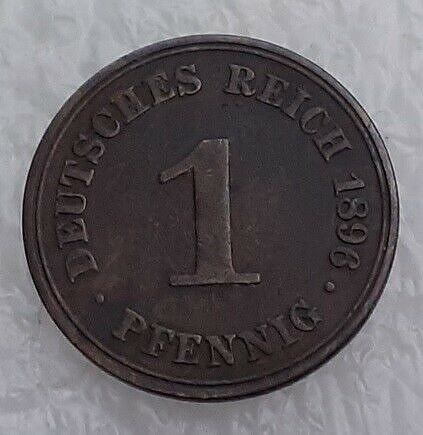 DEUTSCHES REICH 1896
1
PFENNIG